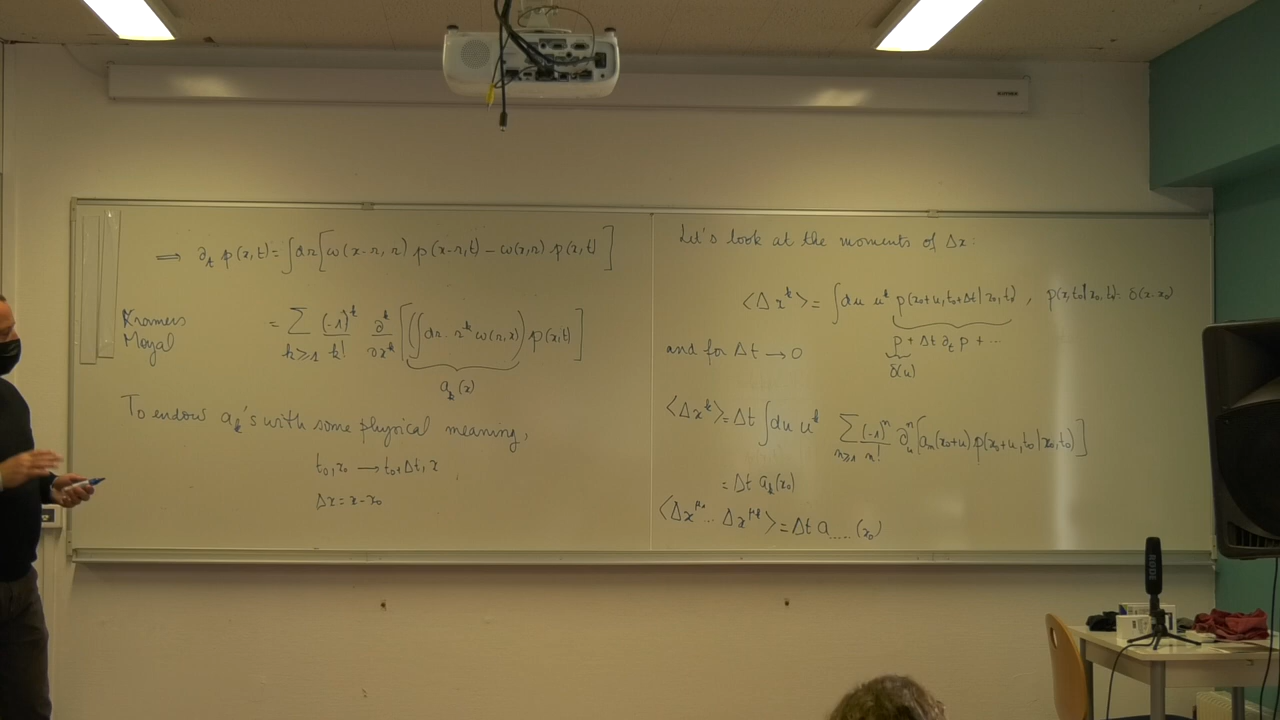 ⟹ ∂_t p(x,t) = ∫dr [ω(x-r, r) p(x-r,t) - ω(x,r) p(x,t)]
Kramers
Moyal
= ∑_{k⩾1} (-1)^k/k! ∂^k/∂x^k [(∫dr r^k ω(r,x)) p(x,t)]
a_k(x)
To endow a_k's with some physical meaning,
t_0, x_0 → t_0+Δt, x
Δx = x - x_0
Let's look at the moments of Δx:
⟨Δx^k⟩ = ∫du u^k p(x_0+u, t_0+Δt | x_0, t_0) , p(x,t_0|x_0,t_0) = δ(x-x_0)
p + Δt ∂_t p + ...
δ(u)
and for Δt → 0
⟨Δx^k⟩ = Δt ∫du u^k ∑_{n⩾1} (-1)^n/n! ∂_u^n [a_n(x_0+u) p(x_0+u, t_0 | x_0, t_0)]
= Δt a_k(x_0)
⟨Δx^{μ_1} ... Δx^{μ_k}⟩ = Δt a_{.....}(x_0)
RODE